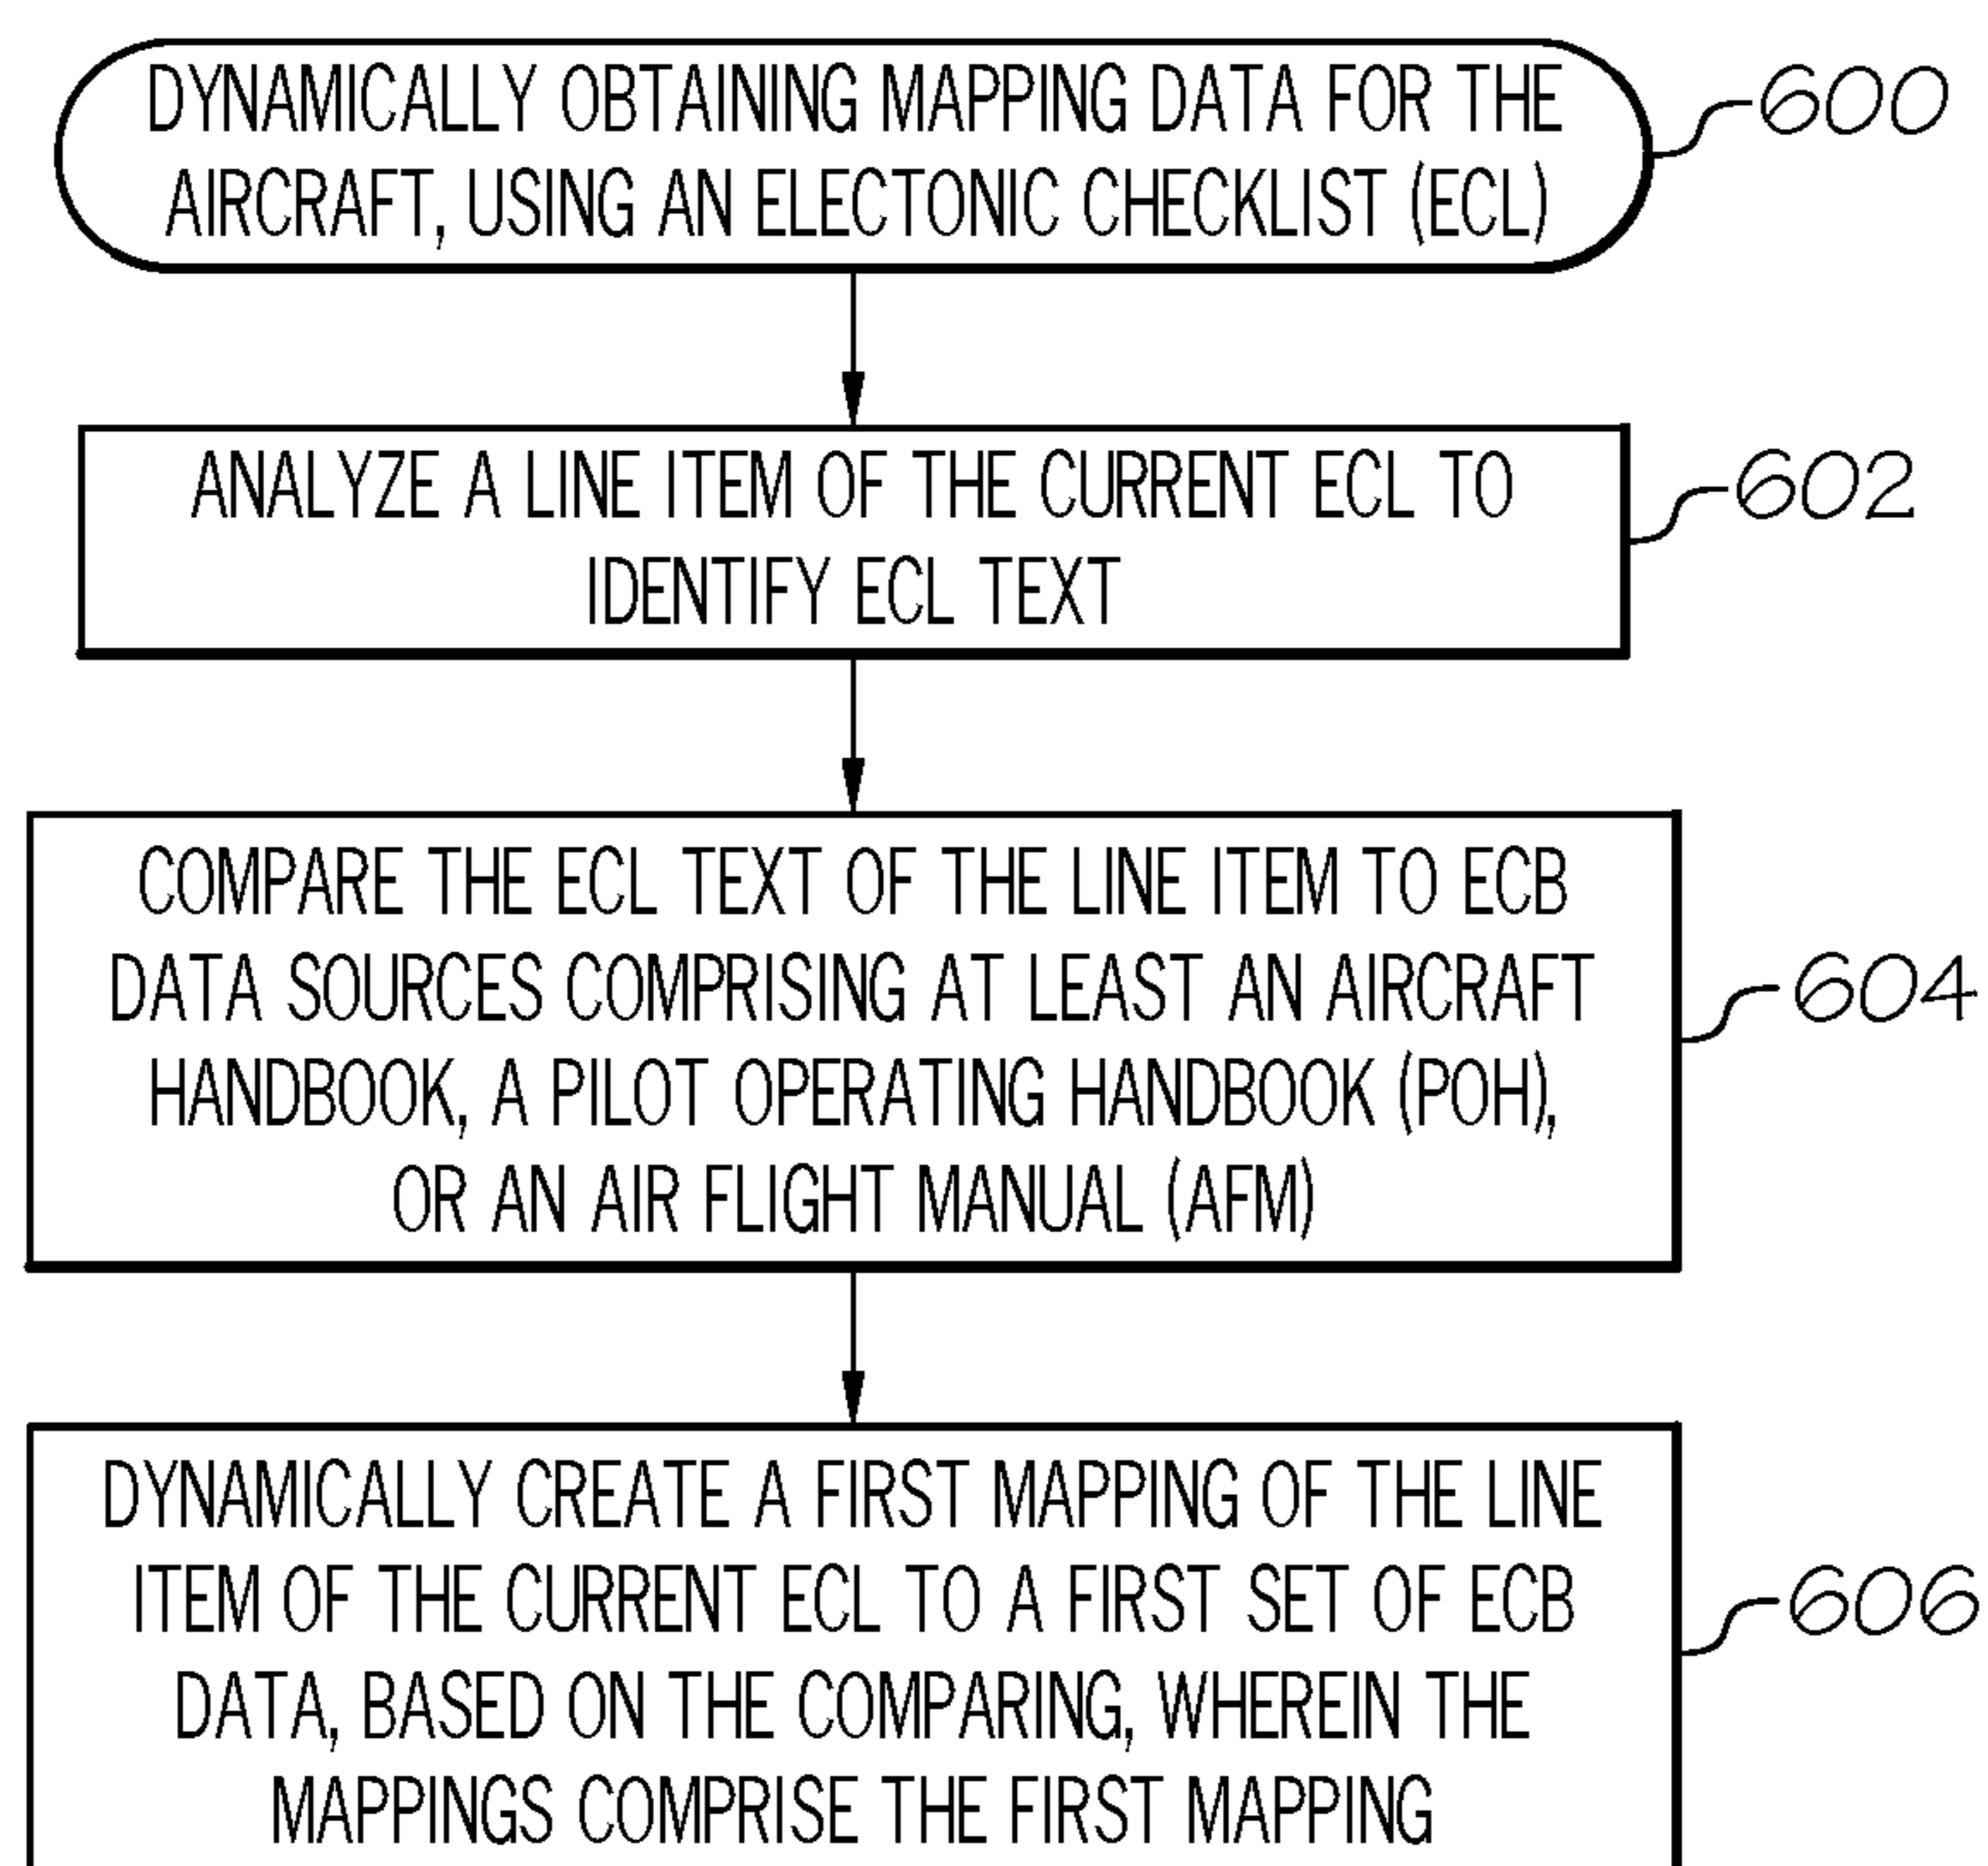 DYNAMICALLY OBTAINING MAPPING DATA FOR THE
AIRCRAFT, USING AN ELECTONIC CHECKLIST (ECL)
600
ANALYZE A LINE ITEM OF THE CURRENT ECL TO
IDENTIFY ECL TEXT
602
COMPARE THE ECL TEXT OF THE LINE ITEM TO ECB
DATA SOURCES COMPRISING AT LEAST AN AIRCRAFT
HANDBOOK, A PILOT OPERATING HANDBOOK (POH),
OR AN AIR FLIGHT MANUAL (AFM)
604
DYNAMICALLY CREATE A FIRST MAPPING OF THE LINE
ITEM OF THE CURRENT ECL TO A FIRST SET OF ECB
DATA, BASED ON THE COMPARING, WHEREIN THE
MAPPINGS COMPRISE THE FIRST MAPPING
606